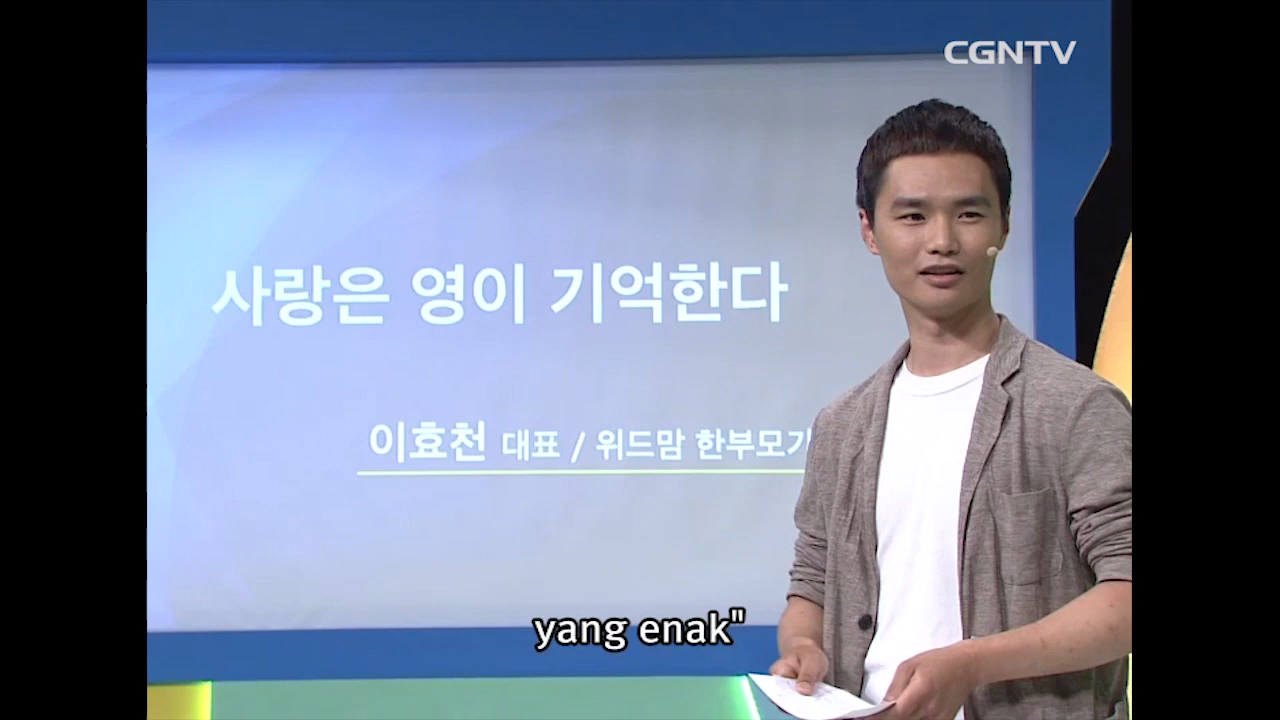 CGNTV
사랑은 영이 기억한다
이효천 대표 / 위드맘 한부모가
yang enak"